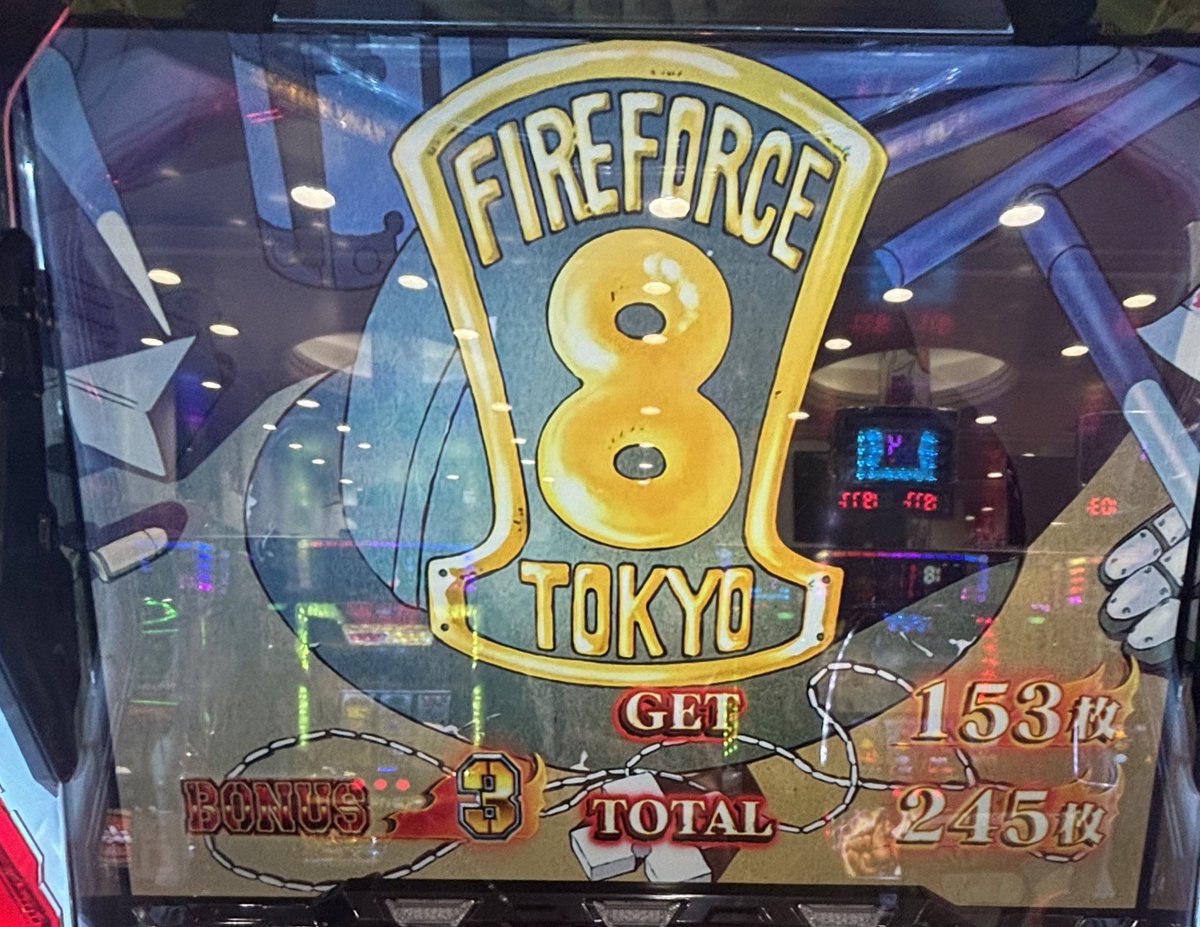 FIREFORCE
8
TOKYO
GET 153枚
BONUS 3 TOTAL 245枚